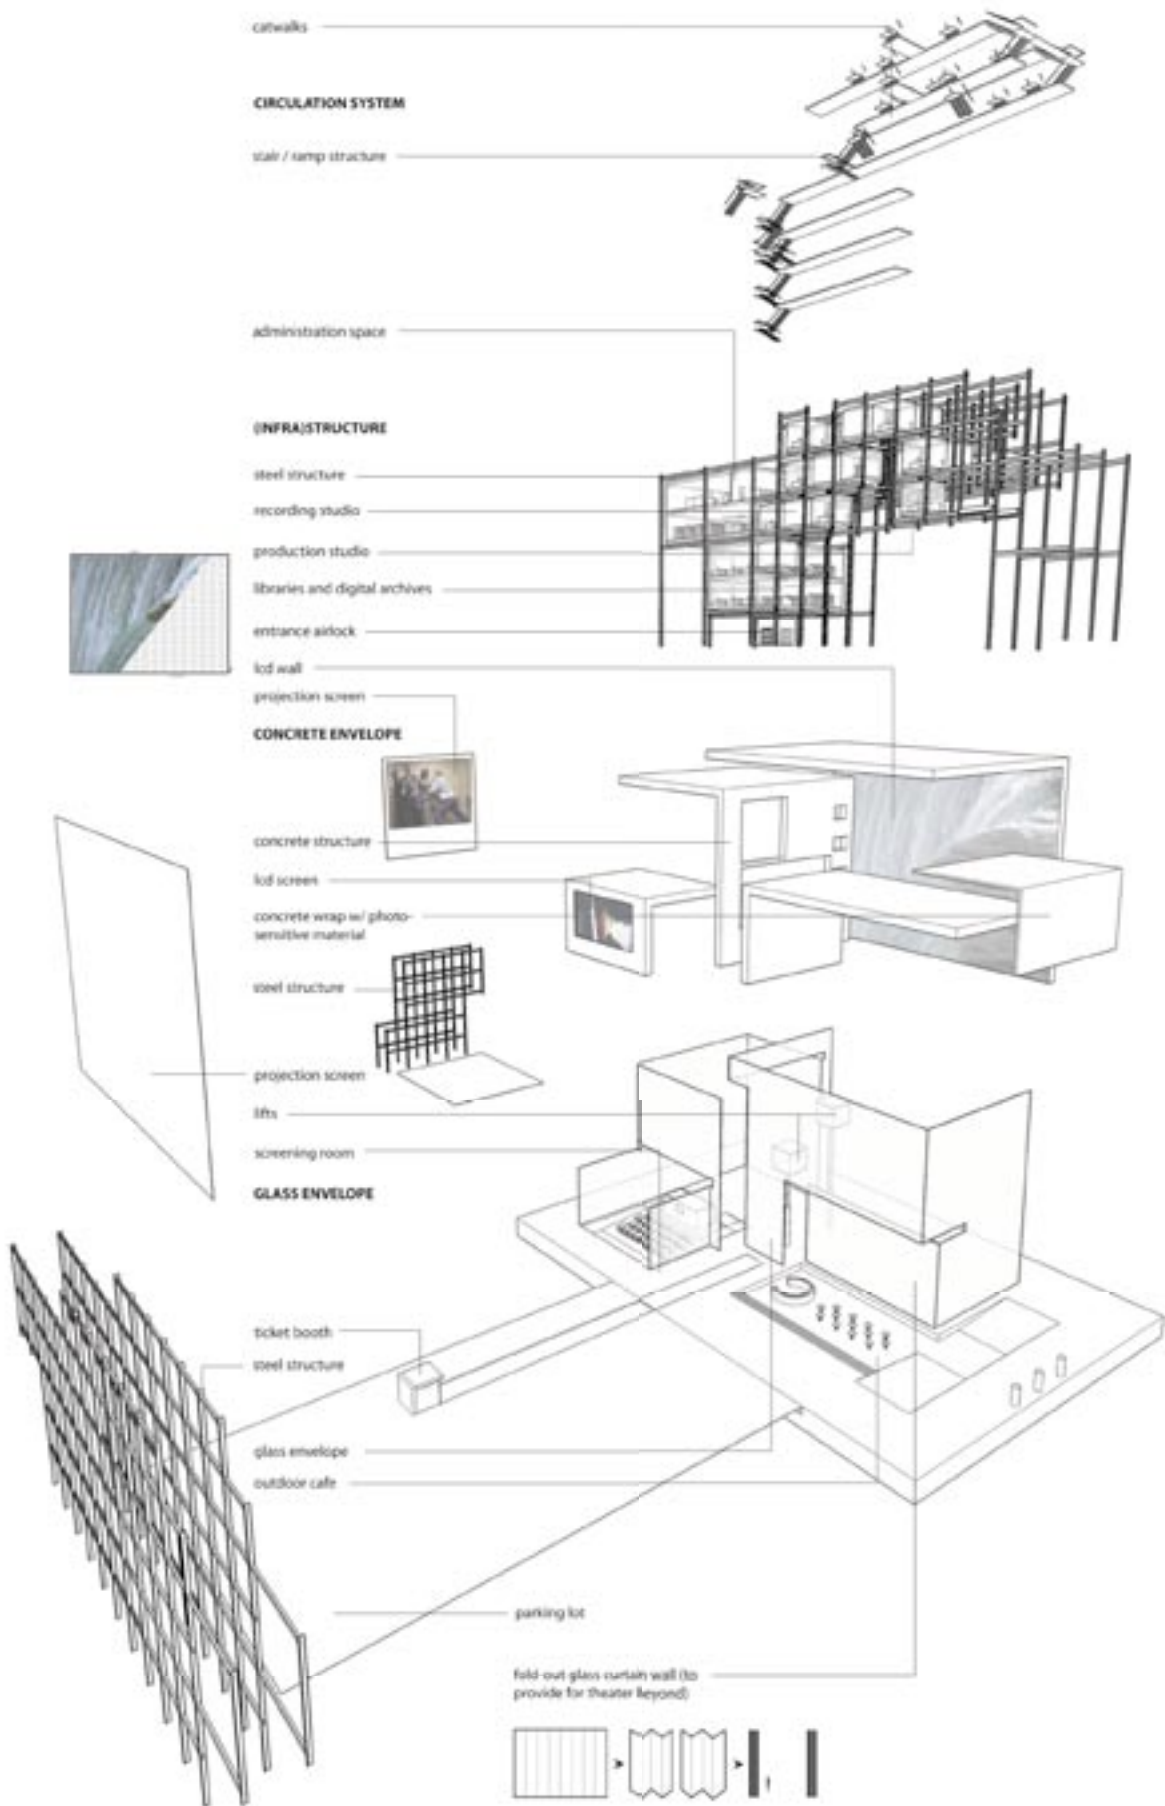 catwalks
CIRCULATION SYSTEM
stair / ramp structure
administration space
(INFRA)STRUCTURE
steel structure
recording studio
production studio
libraries and digital archives
entrance airlock
lcd wall
projection screen
CONCRETE ENVELOPE
concrete structure
lcd screen
concrete wrap w/ photo-
sensitive material
steel structure
projection screen
lifts
screening room
GLASS ENVELOPE
ticket booth
steel structure
glass envelope
outdoor cafe
parking lot
fold-out glass curtain wall (to
provide for theater beyond)